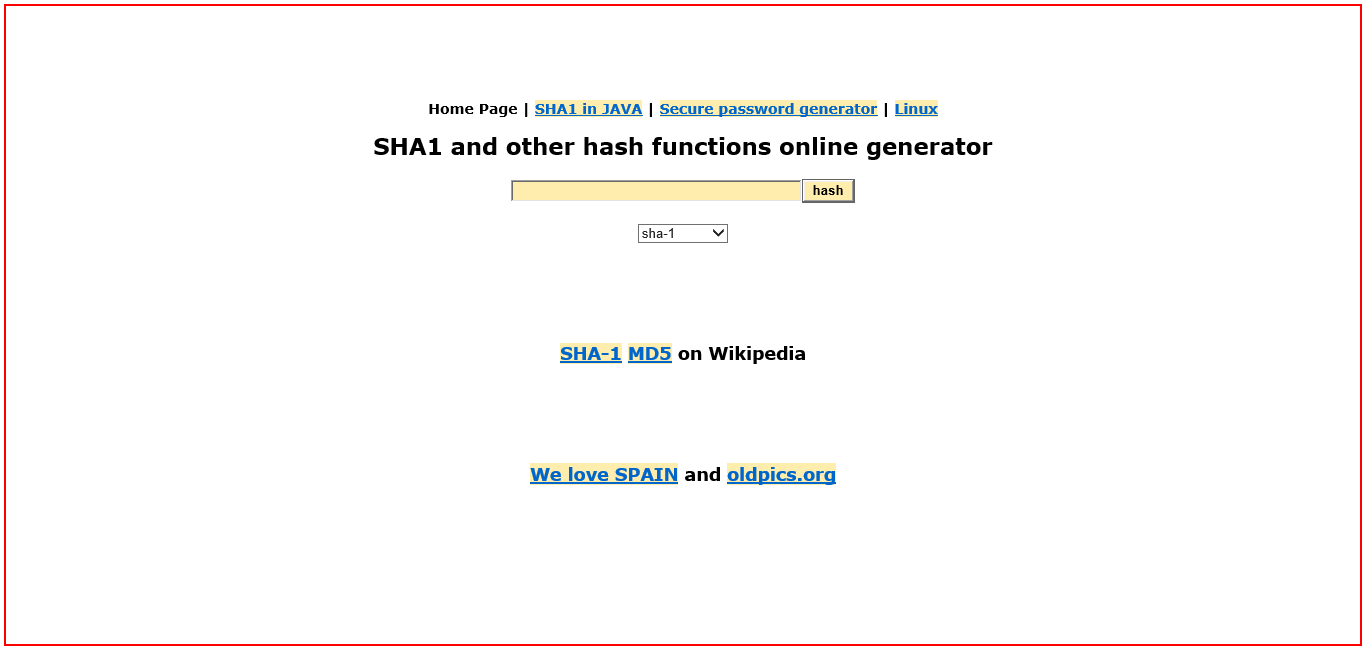 Home Page | SHA1 in JAVA | Secure password generator | Linux
SHA1 and other hash functions online generator
hash
sha-1
SHA-1 MD5 on Wikipedia
We love SPAIN and oldpics.org